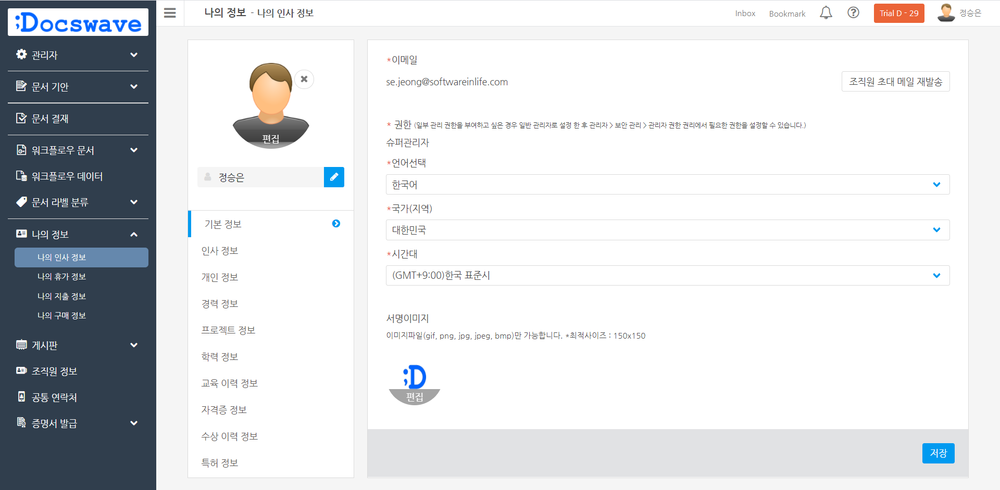 ;Docswave
관리자
문서 기안
문서 결재
워크플로우 문서
워크플로우 데이터
문서 라벨 분류
나의 정보
나의 인사 정보
나의 휴가 정보
나의 지출 정보
나의 구매 정보
게시판
조직원 정보
공통 연락처
증명서 발급
나의 정보 - 나의 인사 정보
Inbox
Bookmark
Trial D - 29
정승은
편집
정승은
기본 정보
인사 정보
개인 정보
경력 정보
프로젝트 정보
학력 정보
교육 이력 정보
자격증 정보
수상 이력 정보
특허 정보
*이메일
se.jeong@softwareinlife.com
조직원 초대 메일 재발송
* 권한 (일부 관리 권한을 부여하고 싶은 경우 일반 관리자로 설정 한 후 관리자 > 보안 관리 > 관리자 권한 권리에서 필요한 권한을 설정할 수 있습니다.)
슈퍼관리자
*언어선택
한국어
*국가(지역)
대한민국
*시간대
(GMT+9:00)한국 표준시
서명이미지
이미지파일(gif, png, jpg, jpeg, bmp)만 가능합니다. *최적사이즈 : 150x150
;D
편집
저장